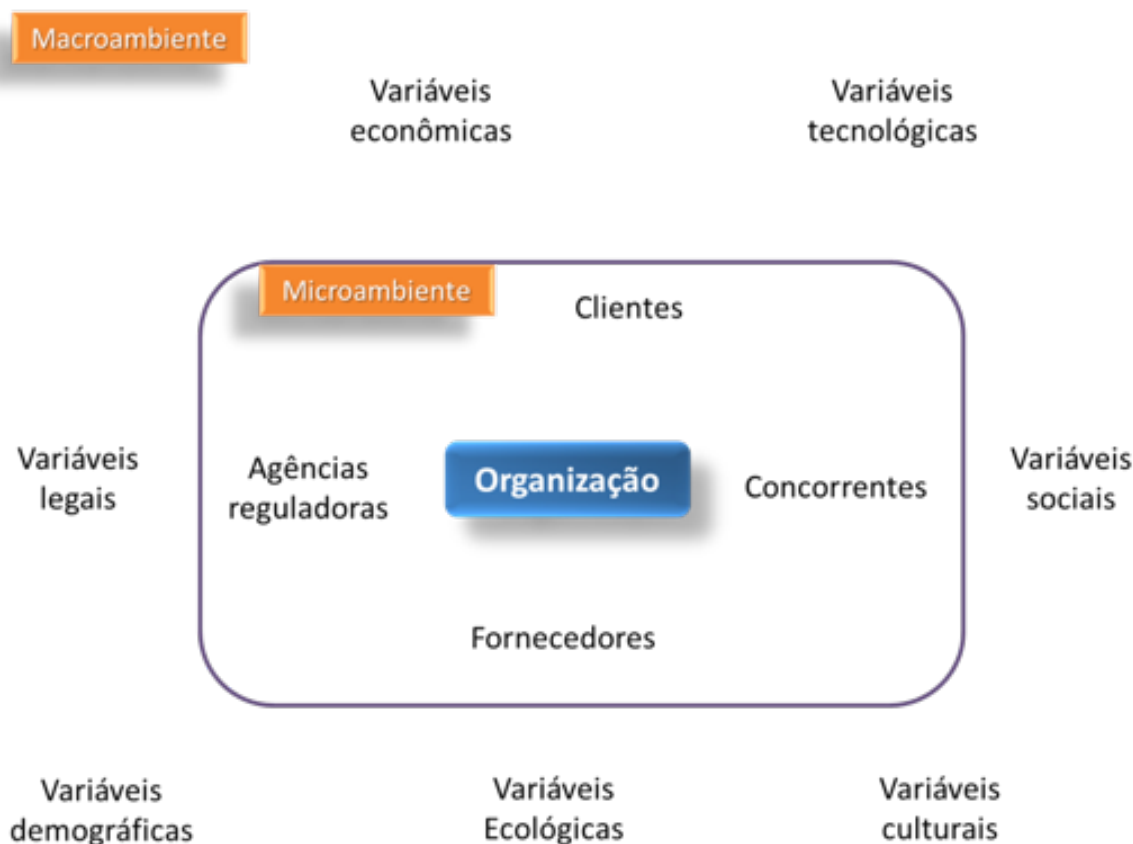 Macroambiente
Variáveis
econômicas
Variáveis
tecnológicas
Microambiente
Clientes
Variáveis
legais
Agências
reguladoras
Organização
Concorrentes
Variáveis
sociais
Fornecedores
Variáveis
demográficas
Variáveis
Ecológicas
Variáveis
culturais